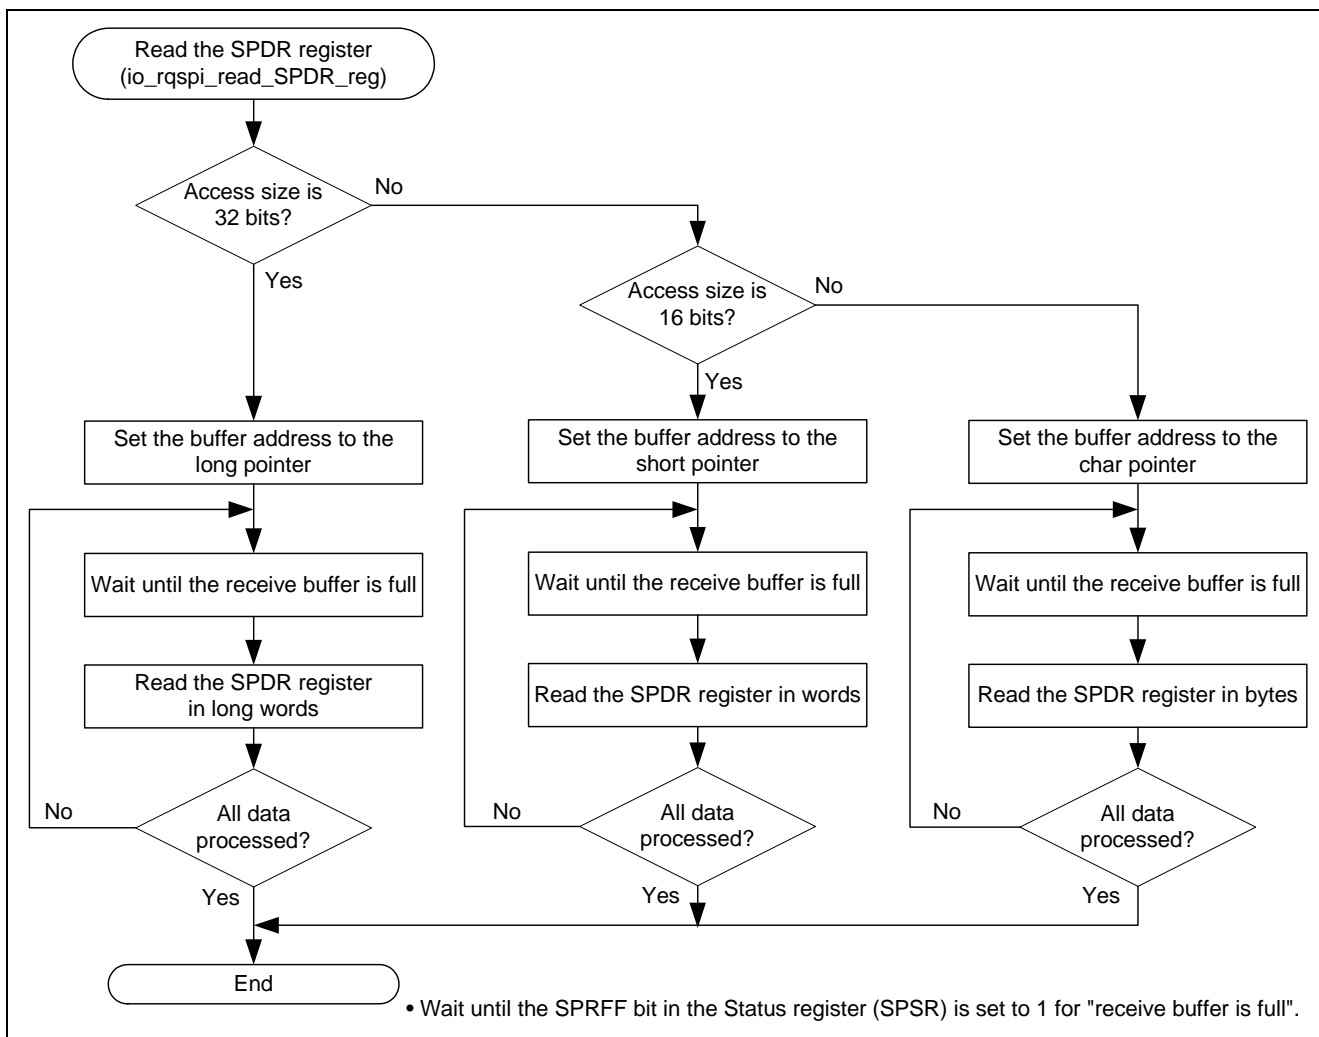 Read the SPDR register
(io_rqspi_read_SPDR_reg)
Access size is
32 bits?
No
Yes
Access size is
16 bits?
No
Yes
Set the buffer address to the
long pointer
Set the buffer address to the
short pointer
Set the buffer address to the
char pointer
Wait until the receive buffer is full
Wait until the receive buffer is full
Wait until the receive buffer is full
Read the SPDR register
in long words
Read the SPDR register in words
Read the SPDR register in bytes
No
All data
processed?
Yes
No
All data
processed?
Yes
No
All data
processed?
Yes
End
• Wait until the SPRFF bit in the Status register (SPSR) is set to 1 for "receive buffer is full".